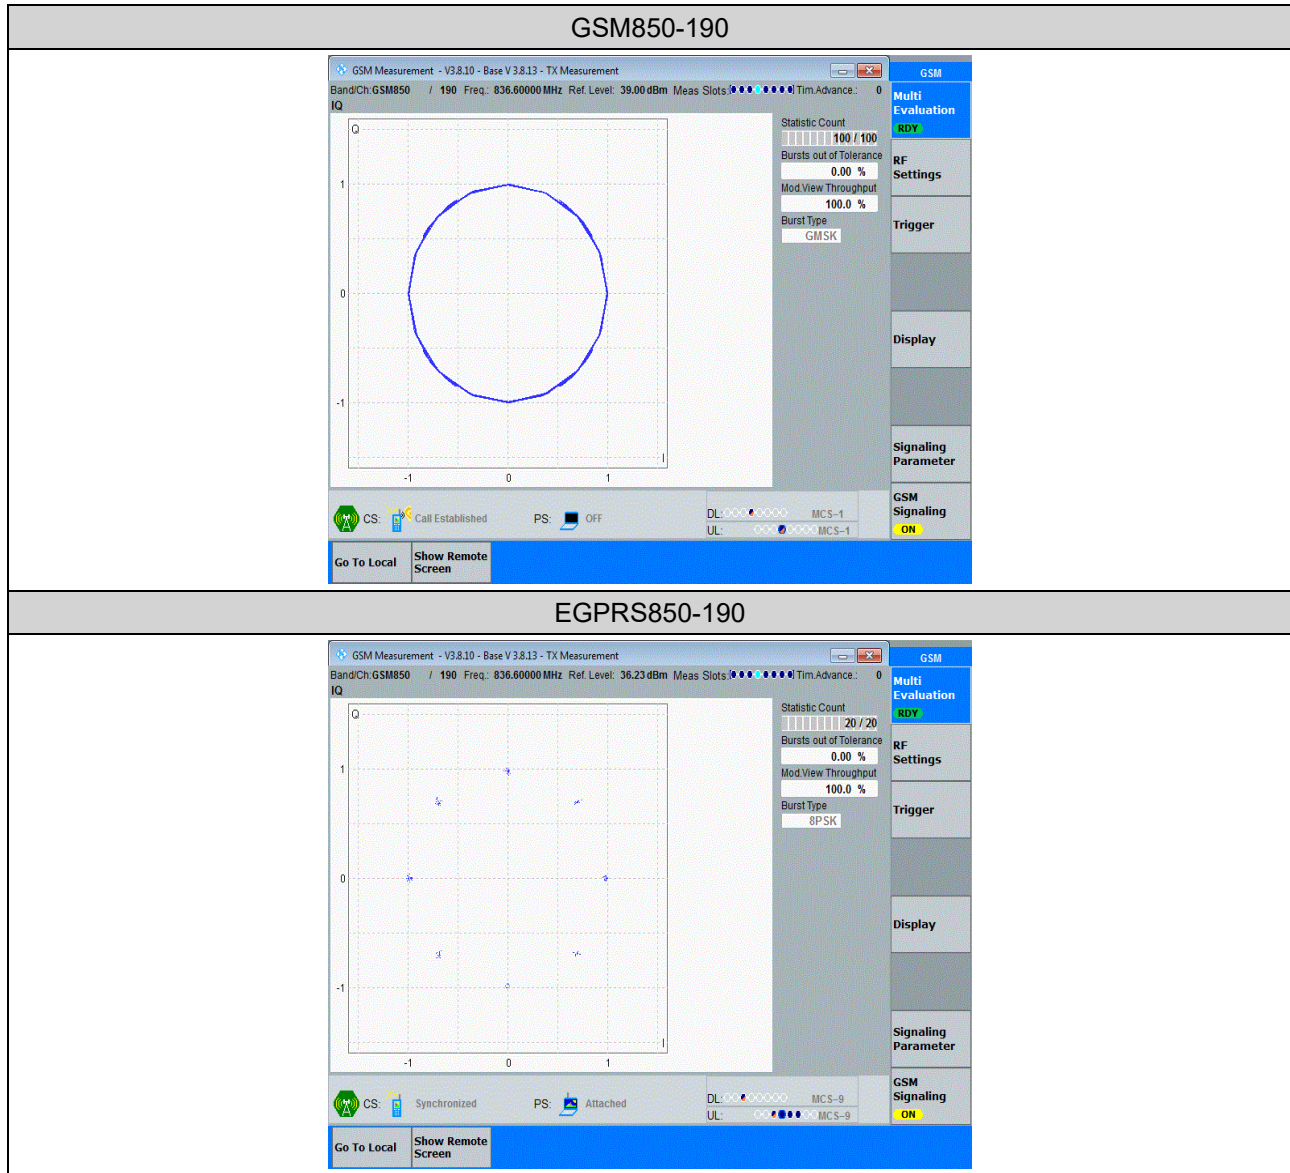 GSM850-190
GSM Measurement - V3.8.10 - Base V 3.8.13 - TX Measurement
GSM
Band/Ch: GSM850 / 190 Freq.: 836.60000 MHz Ref. Level: 39.00 dBm Meas Slots: Tim.Advance.: 0
Multi
Evaluation
RDY
IQ
Q
Statistic Count
100 / 100
Bursts out of Tolerance
0.00 %
Mod.View Throughput
100.0 %
Burst Type
GMSK
RF
Settings
Trigger
Display
Signaling
Parameter
GSM
Signaling
ON
1
0
-1
I
-1 0 1
CS: Call Established PS: OFF
DL: MCS-1
UL: MCS-1
Go To Local
Show Remote
Screen
EGPRS850-190
GSM Measurement - V3.8.10 - Base V 3.8.13 - TX Measurement
GSM
Band/Ch: GSM850 / 190 Freq.: 836.60000 MHz Ref. Level: 36.23 dBm Meas Slots: Tim.Advance.: 0
Multi
Evaluation
RDY
IQ
Q
Statistic Count
20 / 20
Bursts out of Tolerance
0.00 %
Mod.View Throughput
100.0 %
Burst Type
8PSK
RF
Settings
Trigger
Display
Signaling
Parameter
GSM
Signaling
ON
1
0
-1
I
-1 0 1
CS: Synchronized PS: Attached
DL: MCS-9
UL: MCS-9
Go To Local
Show Remote
Screen